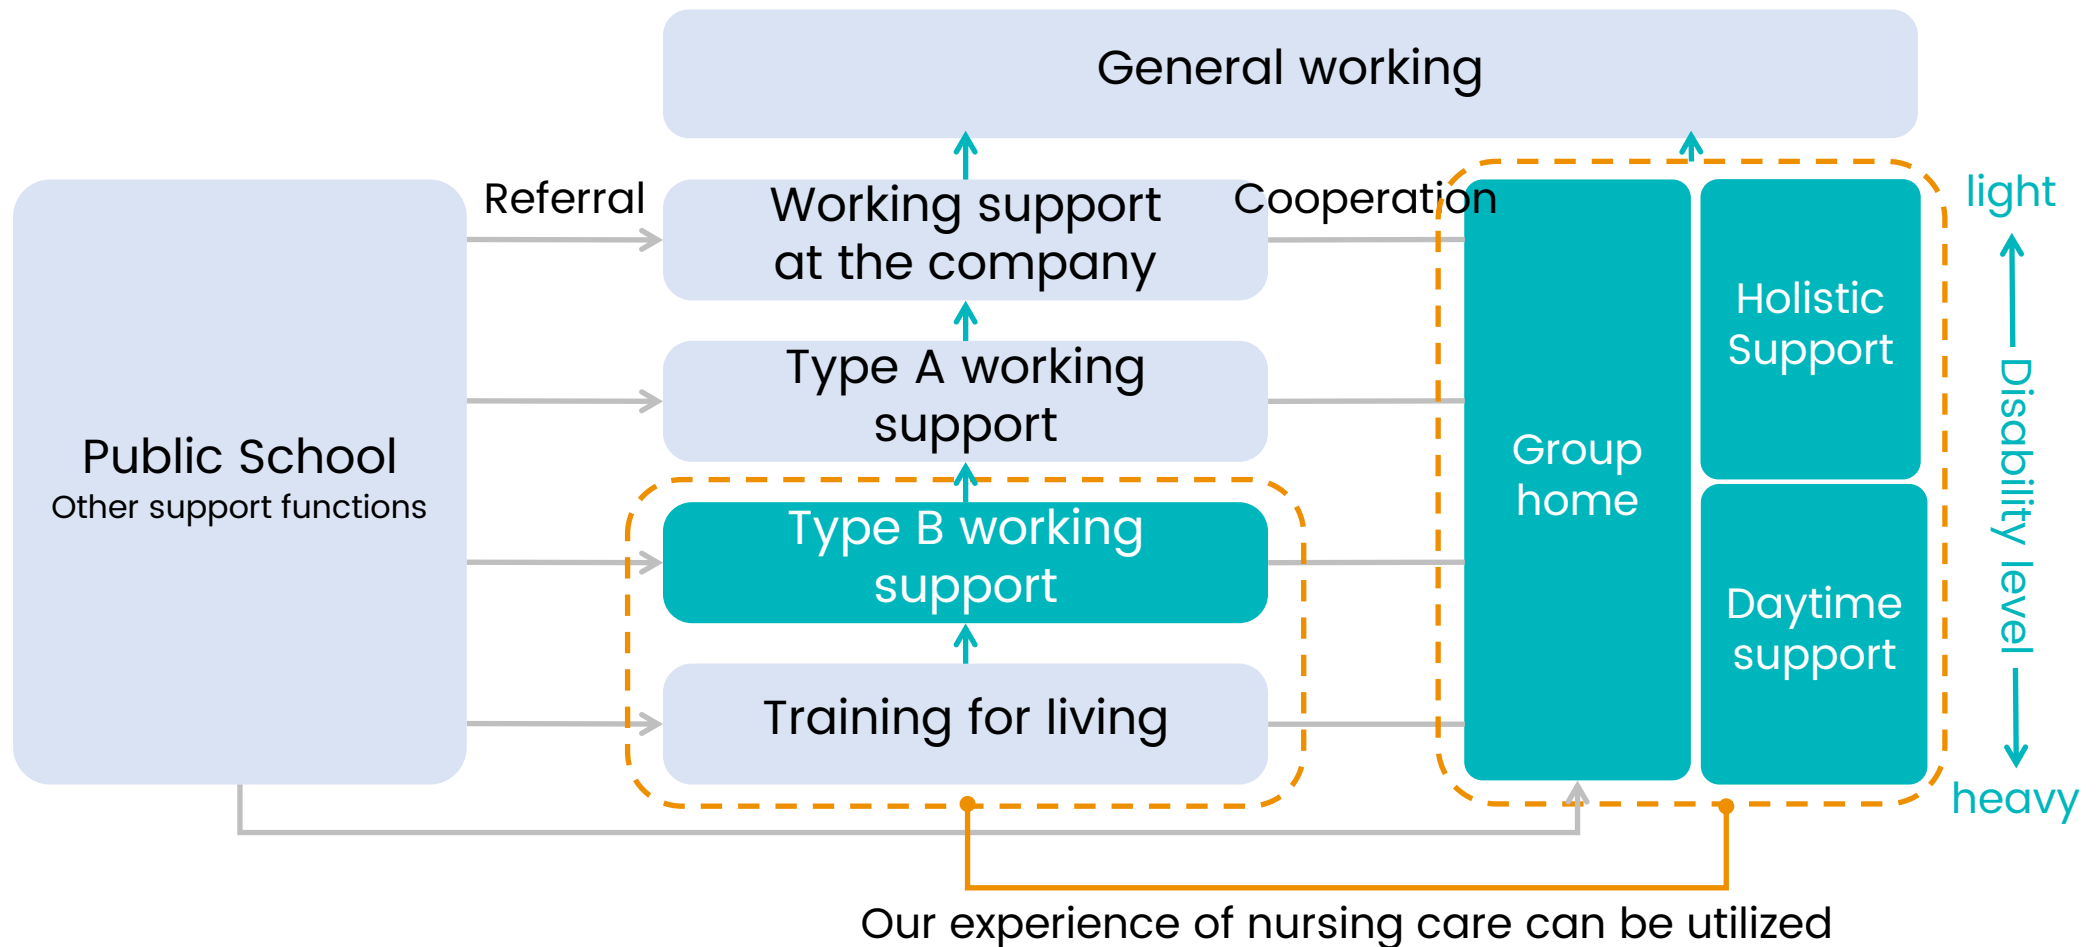 General working
Referral
Working support
at the company
Cooperation
light
Holistic
Support
Type A working
support
Public School
Other support functions
Group
home
Disability level
Type B working
support
Daytime
support
Training for living
heavy
Our experience of nursing care can be utilized